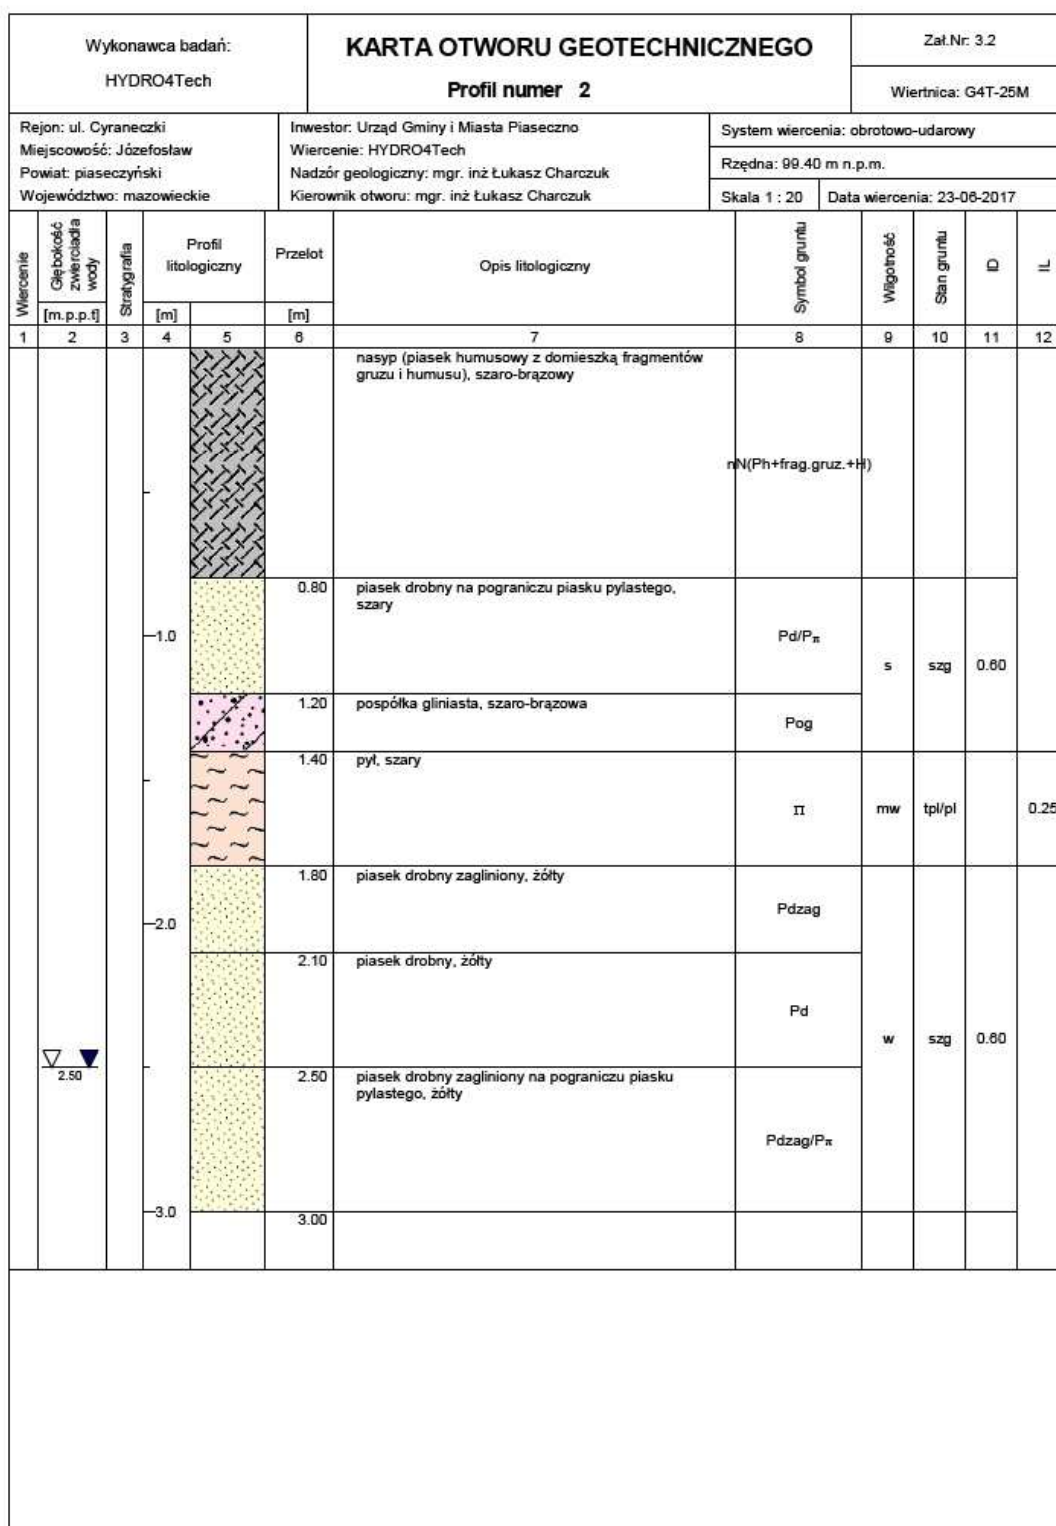 Wykonawca badań:
HYDRO4Tech
KARTA OTWORU GEOTECHNICZNEGO
Profil numer 2
Zał.Nr: 3.2
Wiertnica: G4T-25M
Rejon: ul. Cyraneczki
Miejscowość: Józefosław
Powiat: piaseczyński
Województwo: mazowieckie
Inwestor: Urząd Gminy i Miasta Piaseczno
Wiercenie: HYDRO4Tech
Nadzór geologiczny: mgr. inż Łukasz Charczuk
Kierownik otworu: mgr. inż Łukasz Charczuk
System wiercenia: obrotowo-udarowy
Rzędna: 99.40 m n.p.m.
Skala 1 : 20 Data wiercenia: 23-06-2017
Wiercenie
Głębokość
zwierciadła
wody
[m.p.p.t]
Stratygrafia
Profil
litologiczny
[m]
Przelot
[m]
Opis litologiczny
Symbol gruntu
Wilgotność
Stan gruntu
ID
IL
1 2 3 4 5 6 7 8 9 10 11 12
nasyp (piasek humusowy z domieszką fragmentów
gruzu i humusu), szaro-brązowy
nN(Ph+frag.gruz.+H)
0.80 piasek drobny na pograniczu piasku pylastego,
szary
-1.0
Pd/Pπ
s szg 0.60
1.20 pospółka gliniasta, szaro-brązowa
Pog
1.40 pył, szary
Π mw tpl/pl 0.25
1.80 piasek drobny zagliniony, żółty
Pdzag
-2.0
2.10 piasek drobny, żółty
Pd
w szg 0.60
2.50
2.50 piasek drobny zagliniony na pograniczu piasku
pylastego, żółty
Pdzag/Pπ
-3.0
3.00